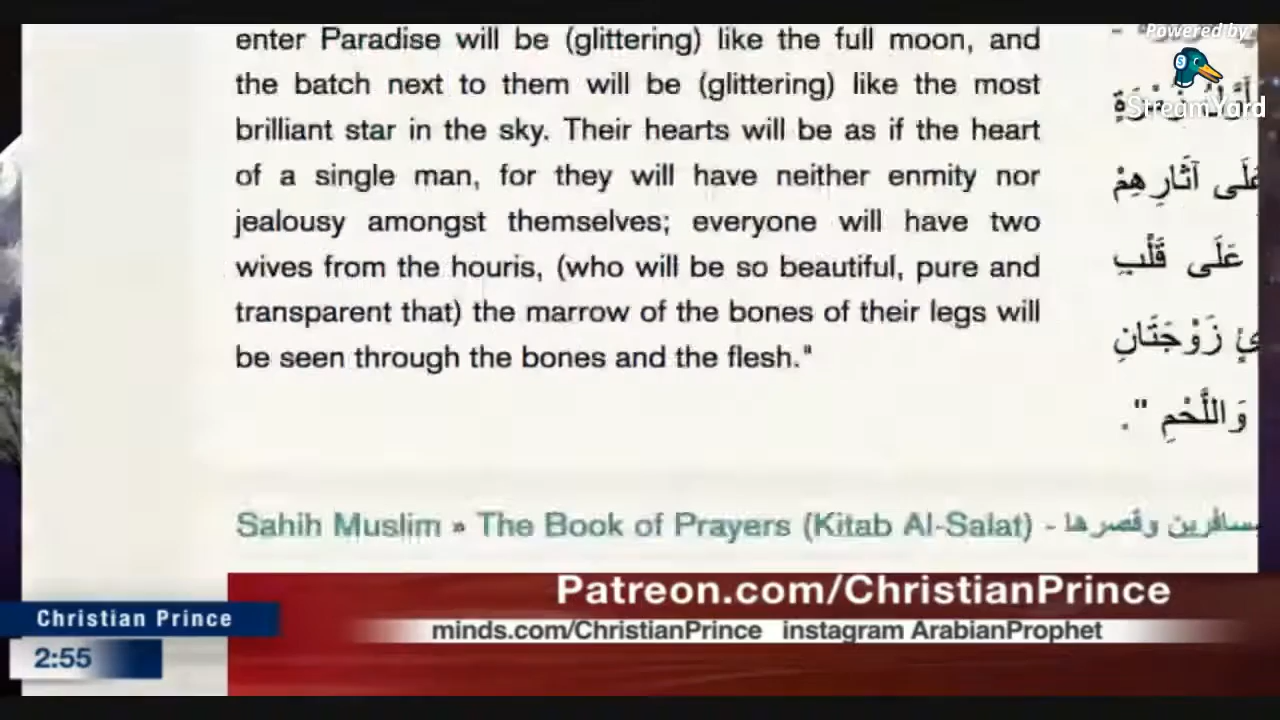 Powered by
StreamYard
enter Paradise will be (glittering) like the full moon, and
the batch next to them will be (glittering) like the most
brilliant star in the sky. Their hearts will be as if the heart
of a single man, for they will have neither enmity nor
jealousy amongst themselves; everyone will have two
wives from the houris, (who will be so beautiful, pure and
transparent that) the marrow of the bones of their legs will
be seen through the bones and the flesh."
عَلَى آثَارِهِمْ
عَلَى قَلْبِ
زَوْجَتَانِ
وَاللَّحْمِ ".
Sahih Muslim » The Book of Prayers (Kitab Al-Salat) - وقصرها
Patreon.com/ChristianPrince
minds.com/ChristianPrince instagram ArabianProphet
Christian Prince
2:55